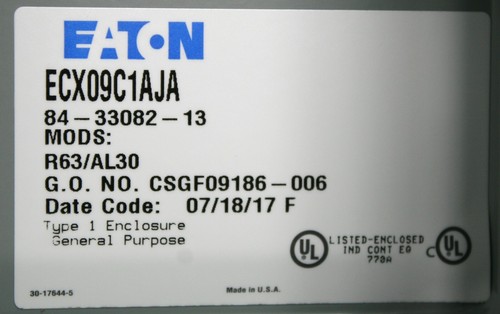 EATON
ECX09C1AJA
84-33082-13
MODS:
R63/AL30
G.O. NO. CSGF09186-006
Date Code: 07/18/17 F
Type 1 Enclosure
General Purpose
UL LISTED-ENCLOSED C UL
IND CONT EQ
770A
30-17644-5 Made in U.S.A.